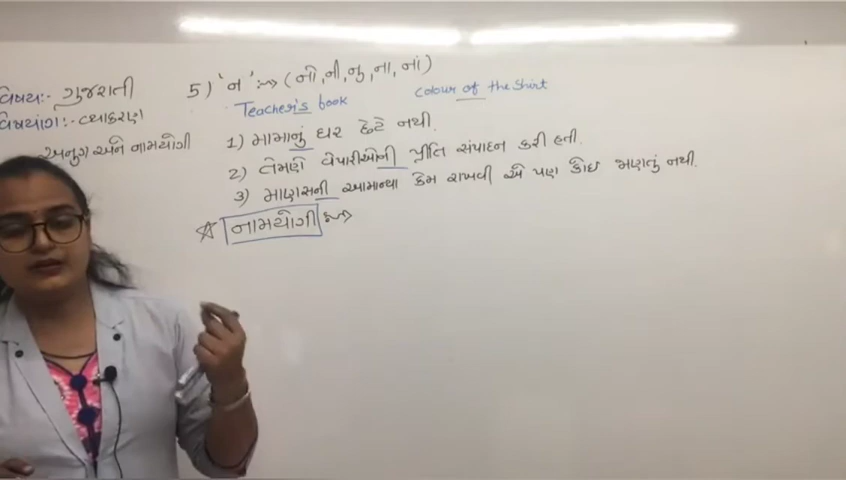 વિષય:- ગુજરાતી
વિષયાંગ:- વ્યાકરણ
અનુગ અને નામયોગી
5) 'ન' :~> (નો, ની, નુ, ના, નાં)
Teacher's book
Colour of the Shirt
1) મામાનું ઘર છેટે નથી.
2) તેમણે વેપારીઓની પ્રીતિ સંપાદન કરી હતી.
3) માણસની આમાન્યા કેમ રાખવી એ પણ કોઇ જાણતું નથી.
☆ નામયોગી :~>